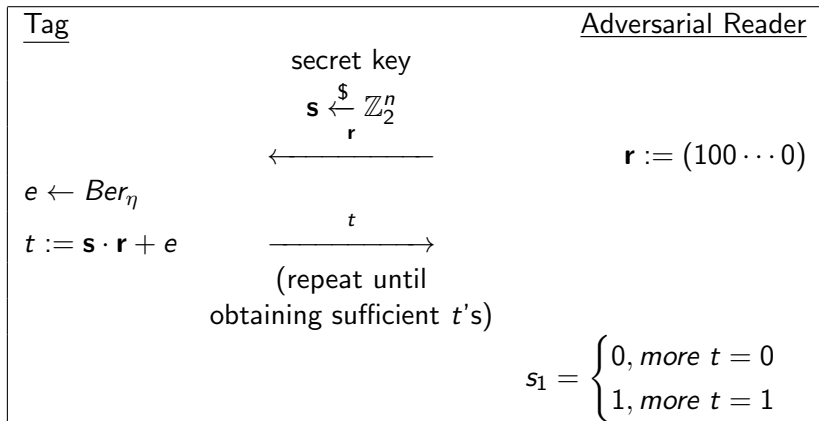 Tag Adversarial Reader
secret key
s $← ℤ₂ⁿ
r
r := (100 ⋯ 0)
e ← Ber_η
t := s · r + e
t
(repeat until
obtaining sufficient t's)
s₁ = { 0, more t = 0
1, more t = 1